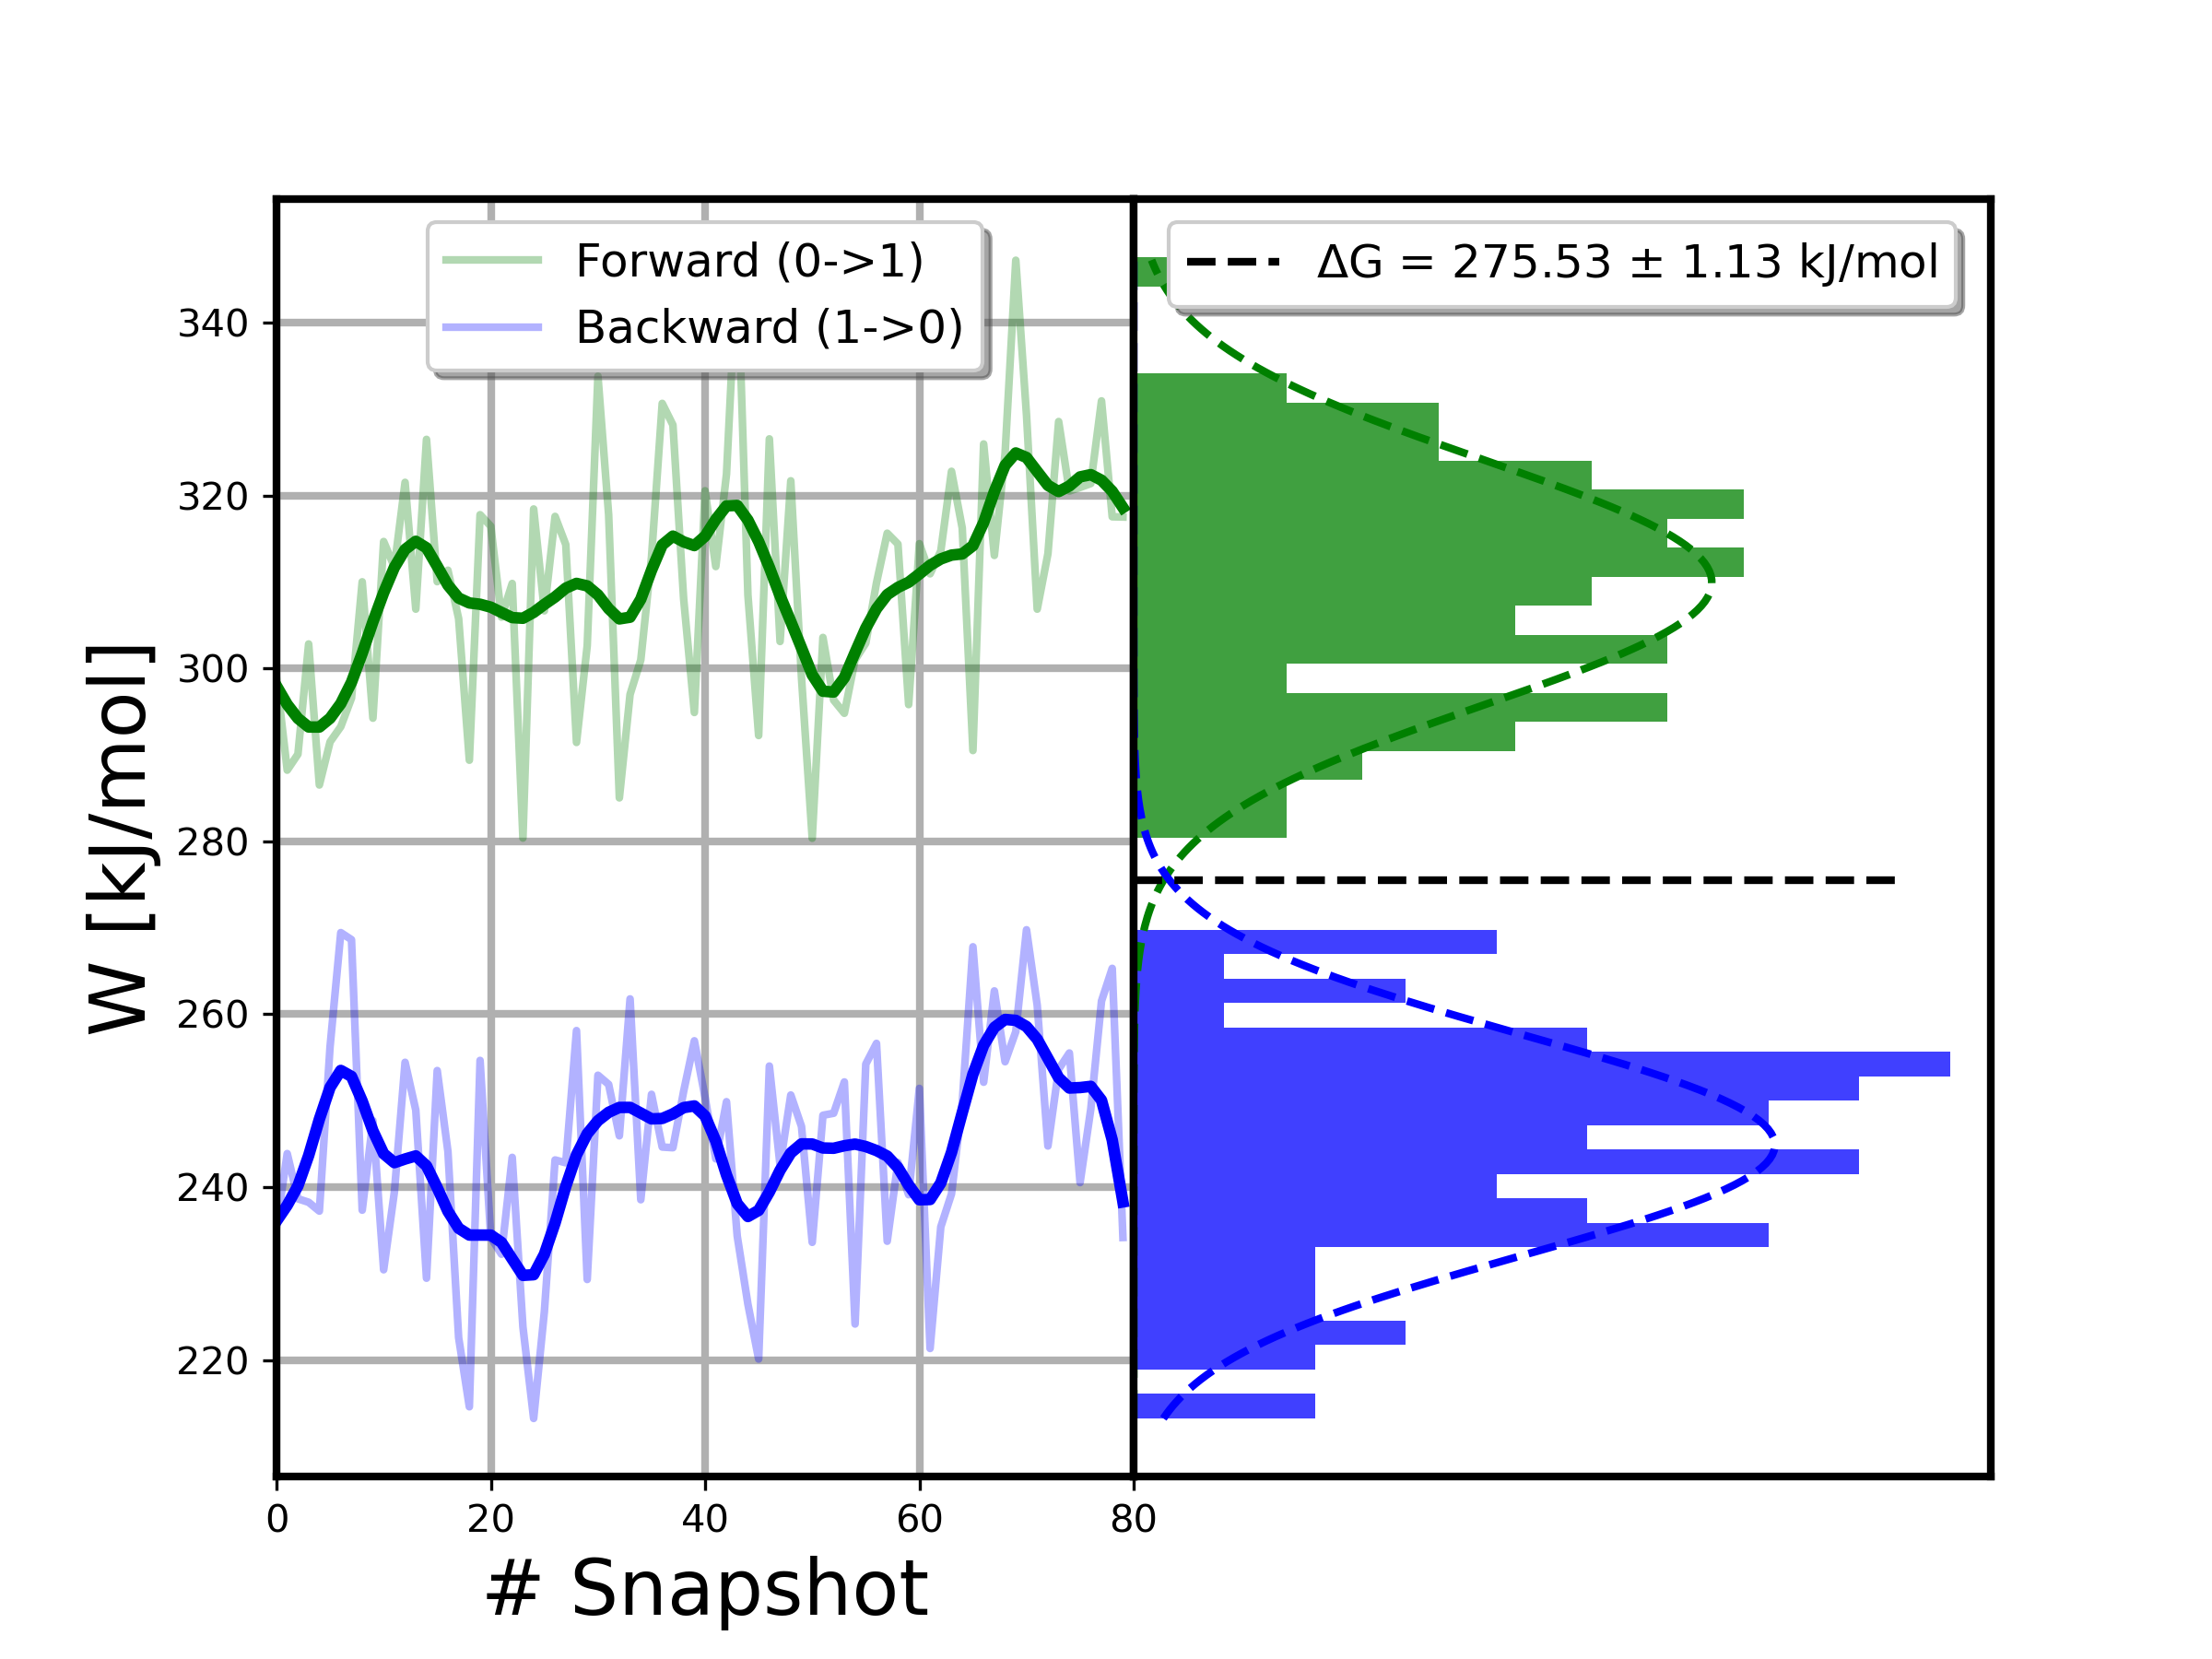 Forward (0->1)
Backward (1->0)
ΔG = 275.53 ± 1.13 kJ/mol
W [kJ/mol]
340
320
300
280
260
240
220
0 20 40 60 80
# Snapshot